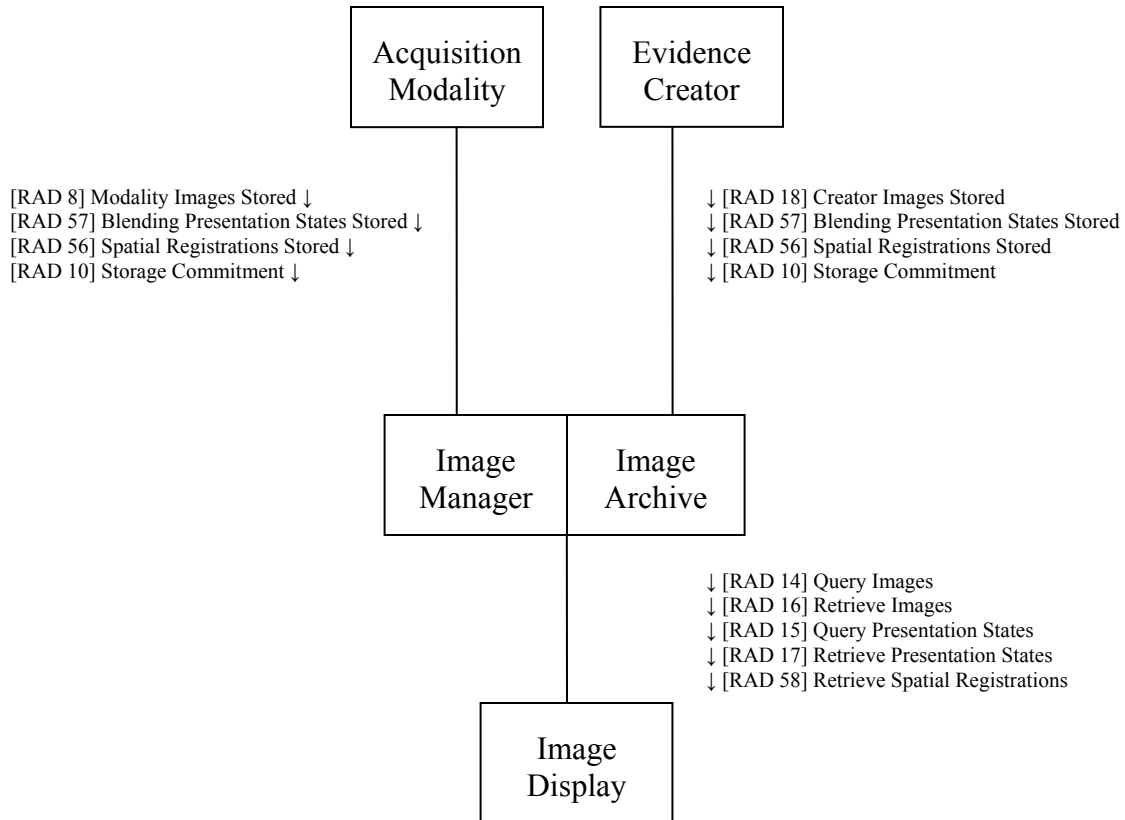 Acquisition
Modality
Evidence
Creator
[RAD 8] Modality Images Stored ↓
[RAD 57] Blending Presentation States Stored ↓
[RAD 56] Spatial Registrations Stored ↓
[RAD 10] Storage Commitment ↓
↓ [RAD 18] Creator Images Stored
↓ [RAD 57] Blending Presentation States Stored
↓ [RAD 56] Spatial Registrations Stored
↓ [RAD 10] Storage Commitment
Image
Manager
Image
Archive
↓ [RAD 14] Query Images
↓ [RAD 16] Retrieve Images
↓ [RAD 15] Query Presentation States
↓ [RAD 17] Retrieve Presentation States
↓ [RAD 58] Retrieve Spatial Registrations
Image
Display